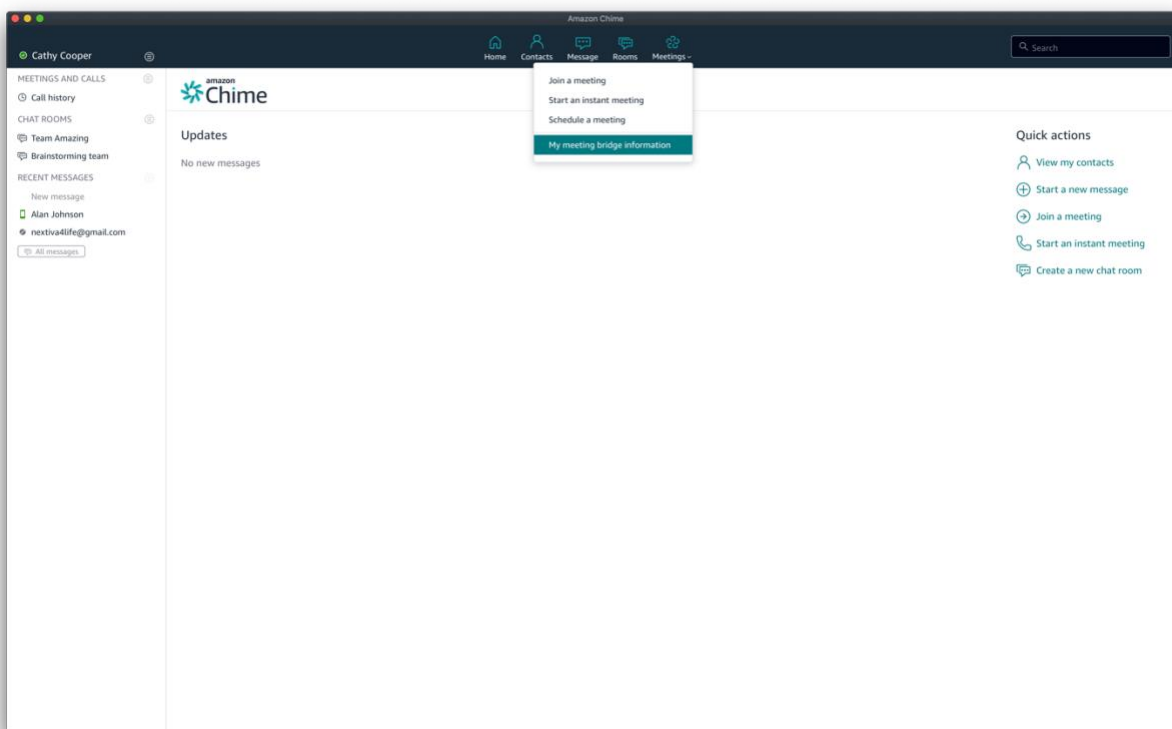 Amazon Chime
Cathy Cooper
Home
Contacts
Message
Rooms
Meetings
Search
MEETINGS AND CALLS
Call history
CHAT ROOMS
Team Amazing
Brainstorming team
RECENT MESSAGES
New message
Alan Johnson
nextiva4life@gmail.com
All messages
amazon
Chime
Updates
No new messages
Join a meeting
Start an instant meeting
Schedule a meeting
My meeting bridge information
Quick actions
View my contacts
Start a new message
Join a meeting
Start an instant meeting
Create a new chat room